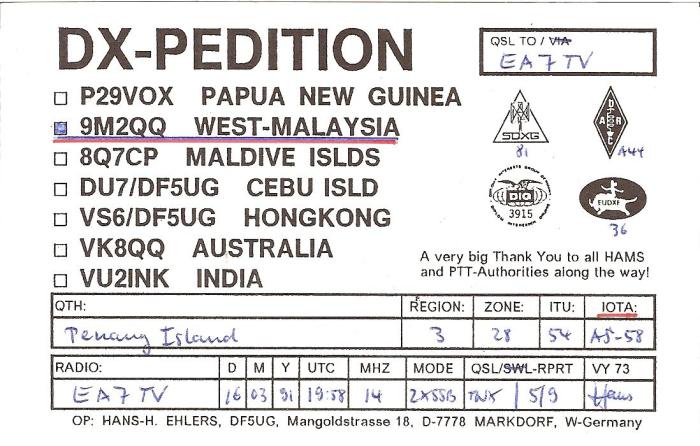 DX-PEDITION
QSL TO / VIA
EA7TV
☐ P29VOX PAPUA NEW GUINEA
☒ 9M2QQ WEST-MALAYSIA
☐ 8Q7CP MALDIVE ISLDS
☐ DU7/DF5UG CEBU ISLD
☐ VS6/DF5UG HONGKONG
☐ VK8QQ AUSTRALIA
☐ VU2INK INDIA
SDXG
81
DARC
A44
DIG
3915
EUDXF
36
A very big Thank You to all HAMS
and PTT-Authorities along the way!
QTH: REGION: ZONE: ITU: IOTA:
Penang Island 3 28 54 AS-58
RADIO: D M Y UTC MHZ MODE QSL/SWL-RPRT VY 73
EA7TV 16 03 91 19:58 14 2XSSB TNX / 5/9 Hans
OP: HANS-H. EHLERS, DF5UG, Mangoldstrasse 18, D-7778 MARKDORF, W-Germany